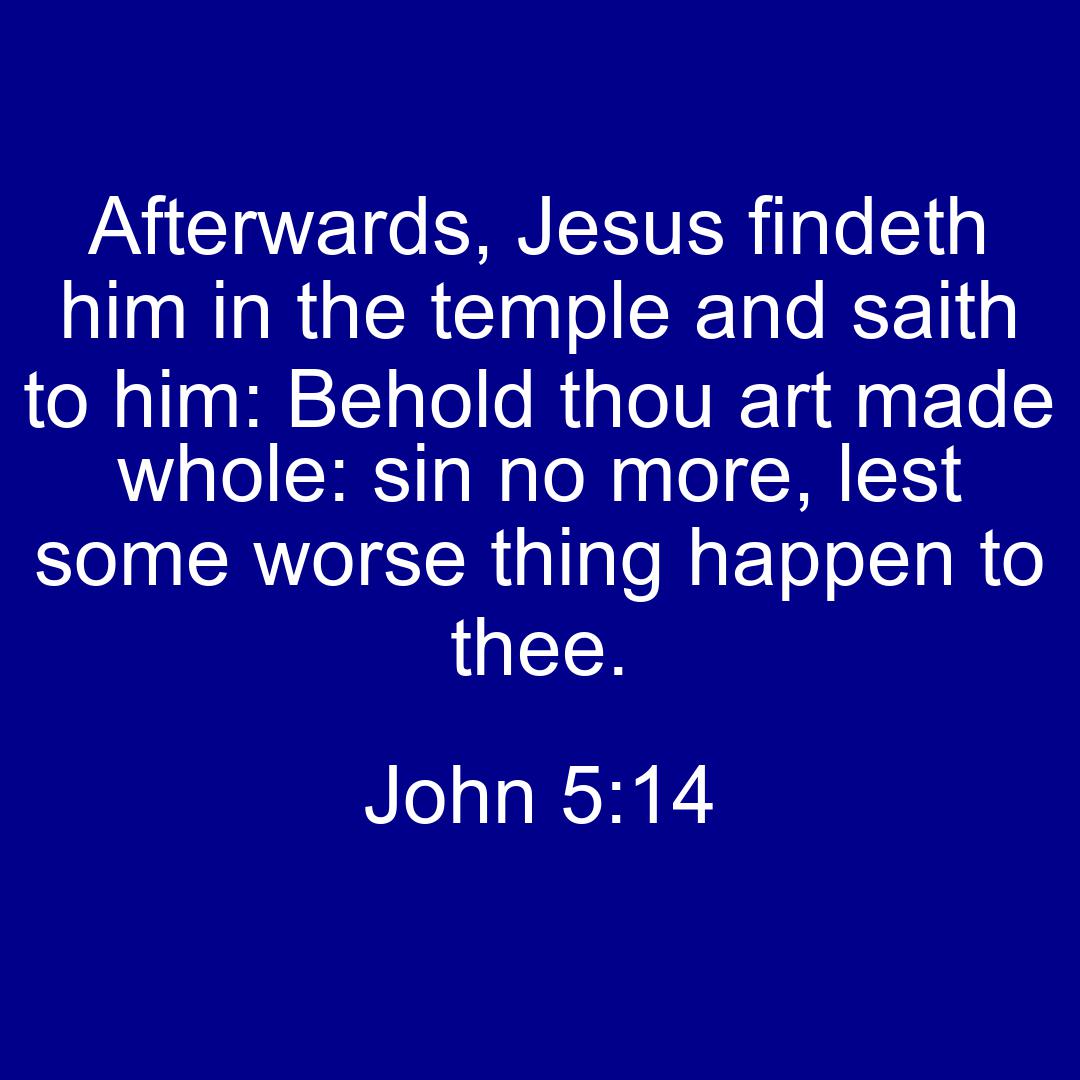 Afterwards, Jesus findeth
him in the temple and saith
to him: Behold thou art made
whole: sin no more, lest
some worse thing happen to
thee.
John 5:14